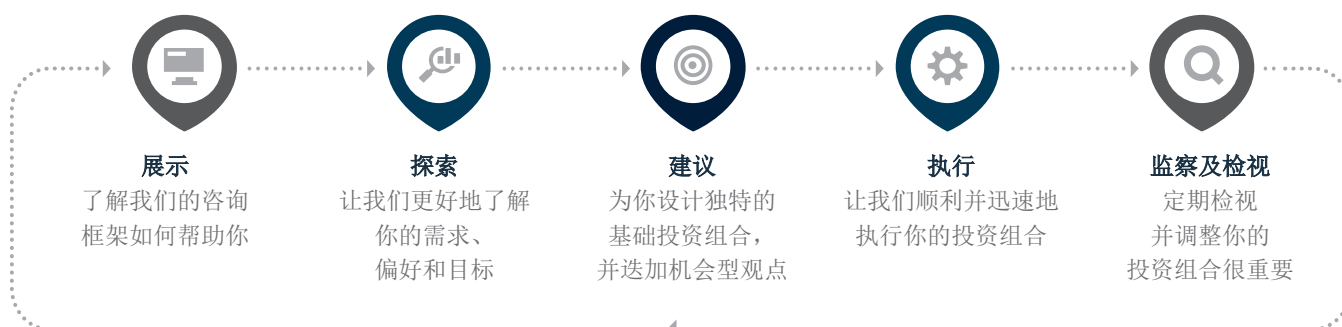 展示
了解我们的咨询
框架如何帮助你
探索
让我们更好地了解
你的需求、
偏好和目标
建议
为你设计独特的
基础投资组合，
并迭加机会型观点
执行
让我们顺利并迅速地
执行你的投资组合
监察及检视
定期检视
并调整你的
投资组合很重要